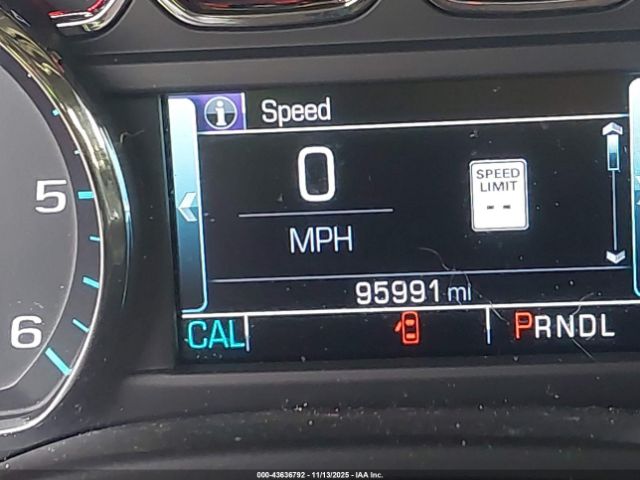 Speed
0
MPH
SPEED
LIMIT
--
5
6
95991 mi
CAL
PRNDL
000-43636792 - 11/13/2025 - IAA Inc.